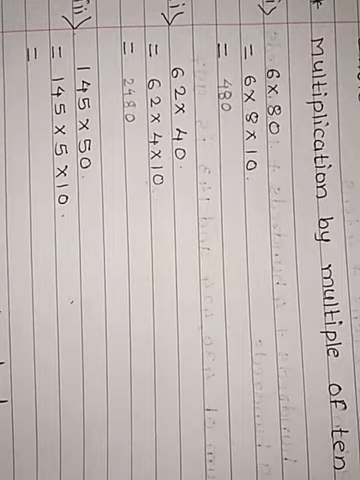 * Multiplication by multiple of ten
i) 6 x 80.
= 6 x 8 x 10.
= 480
ii) 62 x 40.
= 62 x 4 x 10
= 2480
iii) 145 x 50.
= 145 x 5 x 10.
=